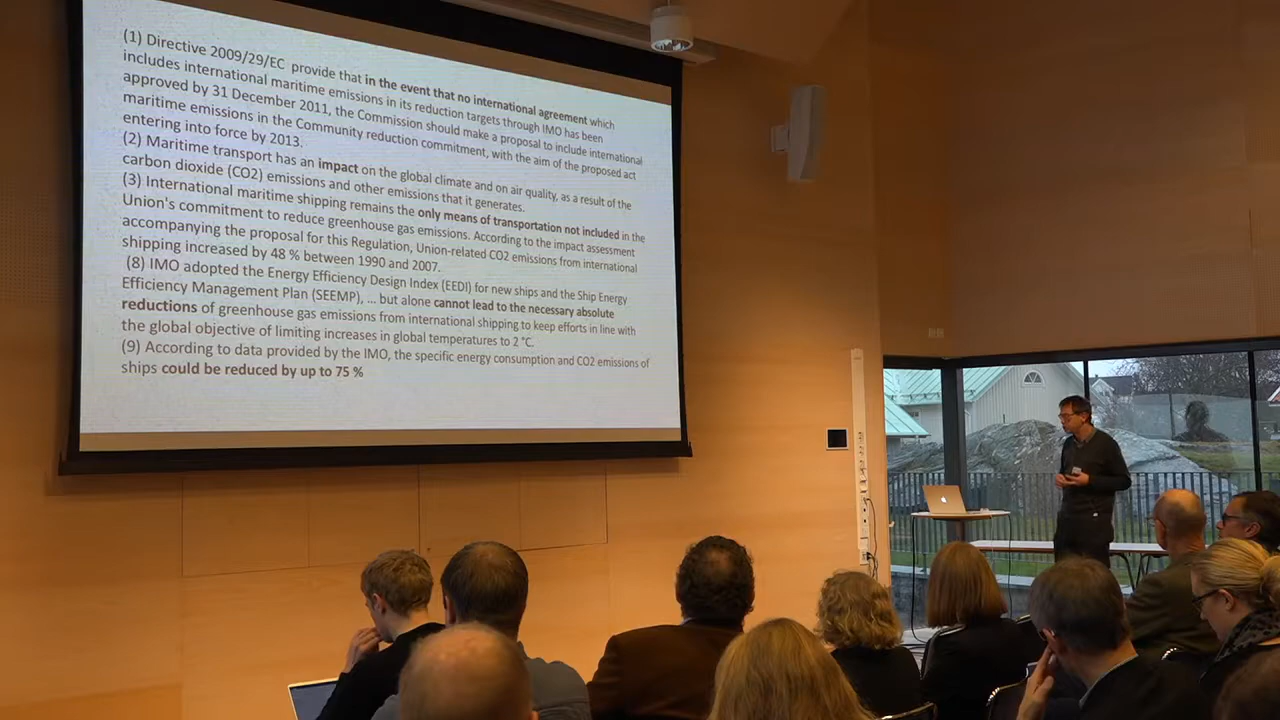 (1) Directive 2009/29/EC provide that in the event that no international agreement which
includes international maritime emissions in its reduction targets through IMO has been
approved by 31 December 2011, the Commission should make a proposal to include international
maritime emissions in the Community reduction commitment, with the aim of the proposed act
entering into force by 2013.
(2) Maritime transport has an impact on the global climate and on air quality, as a result of the
carbon dioxide (CO2) emissions and other emissions that it generates.
(3) International maritime shipping remains the only means of transportation not included in the
Union's commitment to reduce greenhouse gas emissions. According to the impact assessment
accompanying the proposal for this Regulation, Union-related CO2 emissions from international
shipping increased by 48 % between 1990 and 2007.
(8) IMO adopted the Energy Efficiency Design Index (EEDI) for new ships and the Ship Energy
Efficiency Management Plan (SEEMP), ... but alone cannot lead to the necessary absolute
reductions of greenhouse gas emissions from international shipping to keep efforts in line with
the global objective of limiting increases in global temperatures to 2 °C.
(9) According to data provided by the IMO, the specific energy consumption and CO2 emissions of
ships could be reduced by up to 75 %